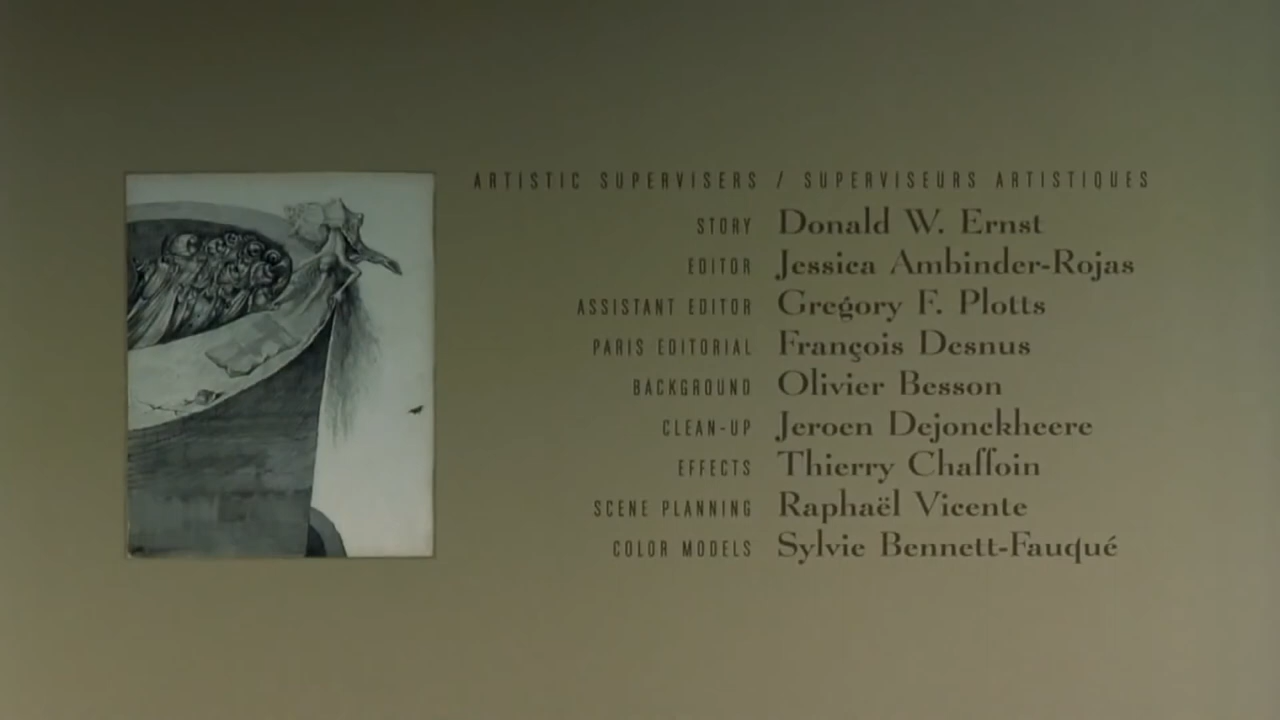 ARTISTIC SUPERVISERS / SUPERVISEURS ARTISTIQUES
STORY Donald W. Ernst
EDITOR Jessica Ambinder-Rojas
ASSISTANT EDITOR Gregory F. Plotts
PARIS EDITORIAL François Desnus
BACKGROUND Olivier Besson
CLEAN-UP Jeroen Dejonckheere
EFFECTS Thierry Chaffoin
SCENE PLANNING Raphaël Vicente
COLOR MODELS Sylvie Bennett-Fauqué